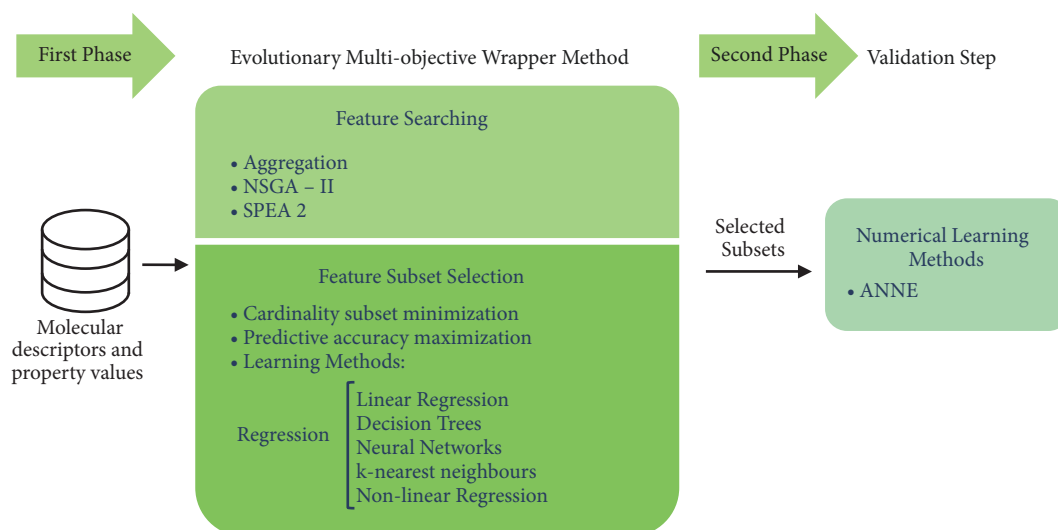 First Phase
Evolutionary Multi-objective Wrapper Method
Second Phase
Validation Step
Feature Searching
• Aggregation
• NSGA – II
• SPEA 2
Feature Subset Selection
• Cardinality subset minimization
• Predictive accuracy maximization
• Learning Methods:
Regression
Linear Regression
Decision Trees
Neural Networks
k-nearest neighbours
Non-linear Regression
Molecular
descriptors and
property values
Selected
Subsets
Numerical Learning
Methods
• ANNE